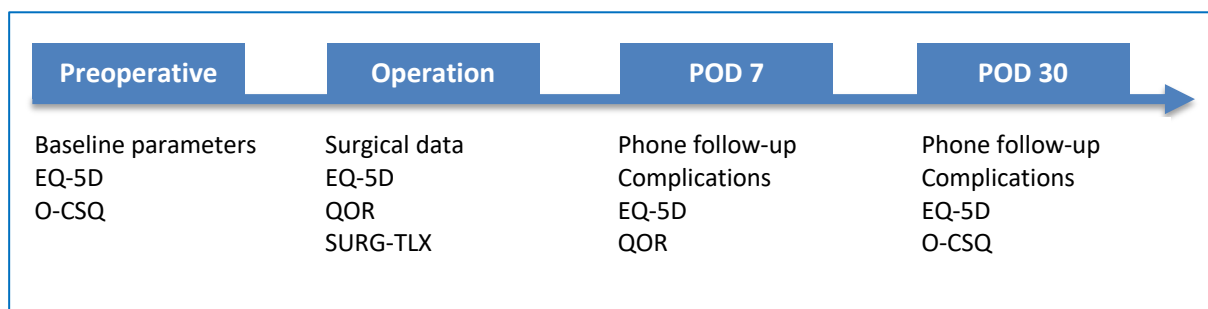 Preoperative
Operation
POD 7
POD 30
Baseline parameters
EQ-5D
O-CSQ
Surgical data
EQ-5D
QOR
SURG-TLX
Phone follow-up
Complications
EQ-5D
QOR
Phone follow-up
Complications
EQ-5D
O-CSQ